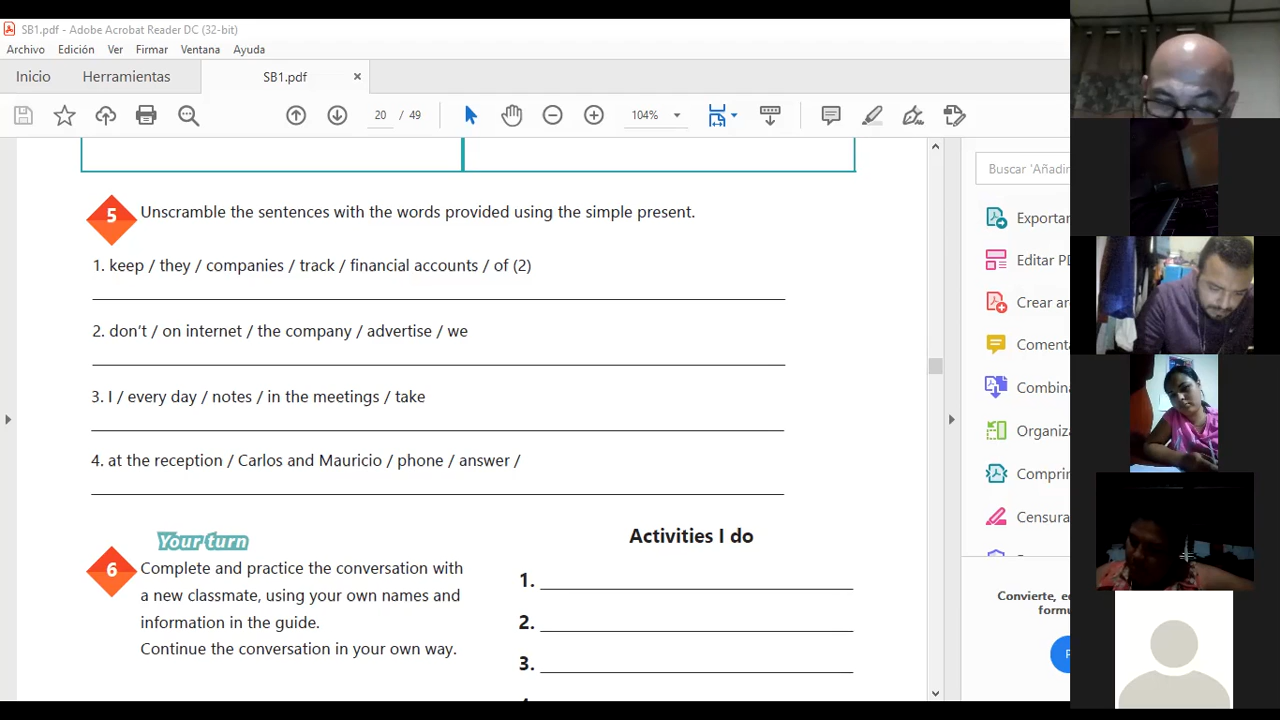 SB1.pdf - Adobe Acrobat Reader DC (32-bit)
Archivo Edición Ver Firmar Ventana Ayuda
Inicio Herramientas SB1.pdf ×
20 / 49 104%
5 Unscramble the sentences with the words provided using the simple present.
1. keep / they / companies / track / financial accounts / of (2)
2. don't / on internet / the company / advertise / we
3. I / every day / notes / in the meetings / take
4. at the reception / Carlos and Mauricio / phone / answer /
Your turn
6 Complete and practice the conversation with
a new classmate, using your own names and
information in the guide.
Continue the conversation in your own way.
Activities I do
1.
2.
3.
Buscar 'Añadir
Exportar
Editar PD
Crear ar
Comenta
Combina
Organiza
Comprim
Censura
Convierte, e
formu